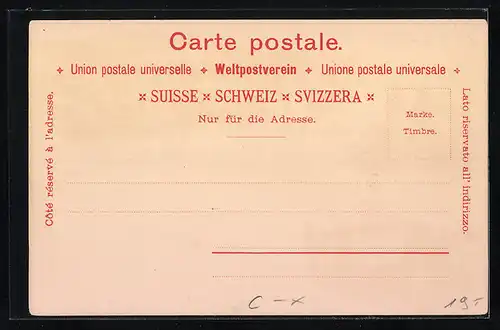 Carte postale.
✢ Union postale universelle ✢ Weltpostverein ✢ Unione postale universale ✢
× SUISSE × SCHWEIZ × SVIZZERA ×
Nur für die Adresse.
Marke.
Timbre.
Côté réservé à l'adresse.
Lato riservato all' indirizzo.
C – x